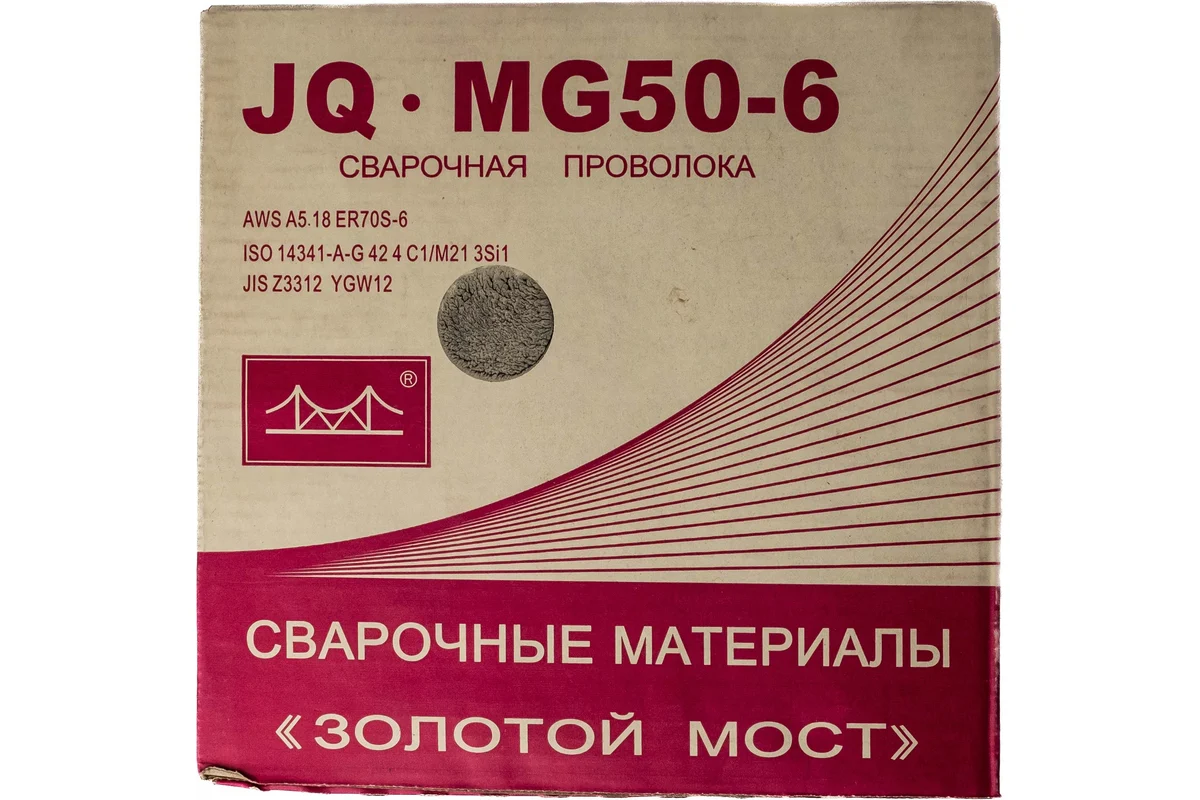 JQ · MG50-6
СВАРОЧНАЯ ПРОВОЛОКА
AWS A5.18 ER70S-6
ISO 14341-A-G 42 4 C1/M21 3Si1
JIS Z3312 YGW12
®
СВАРОЧНЫЕ МАТЕРИАЛЫ
«ЗОЛОТОЙ МОСТ»